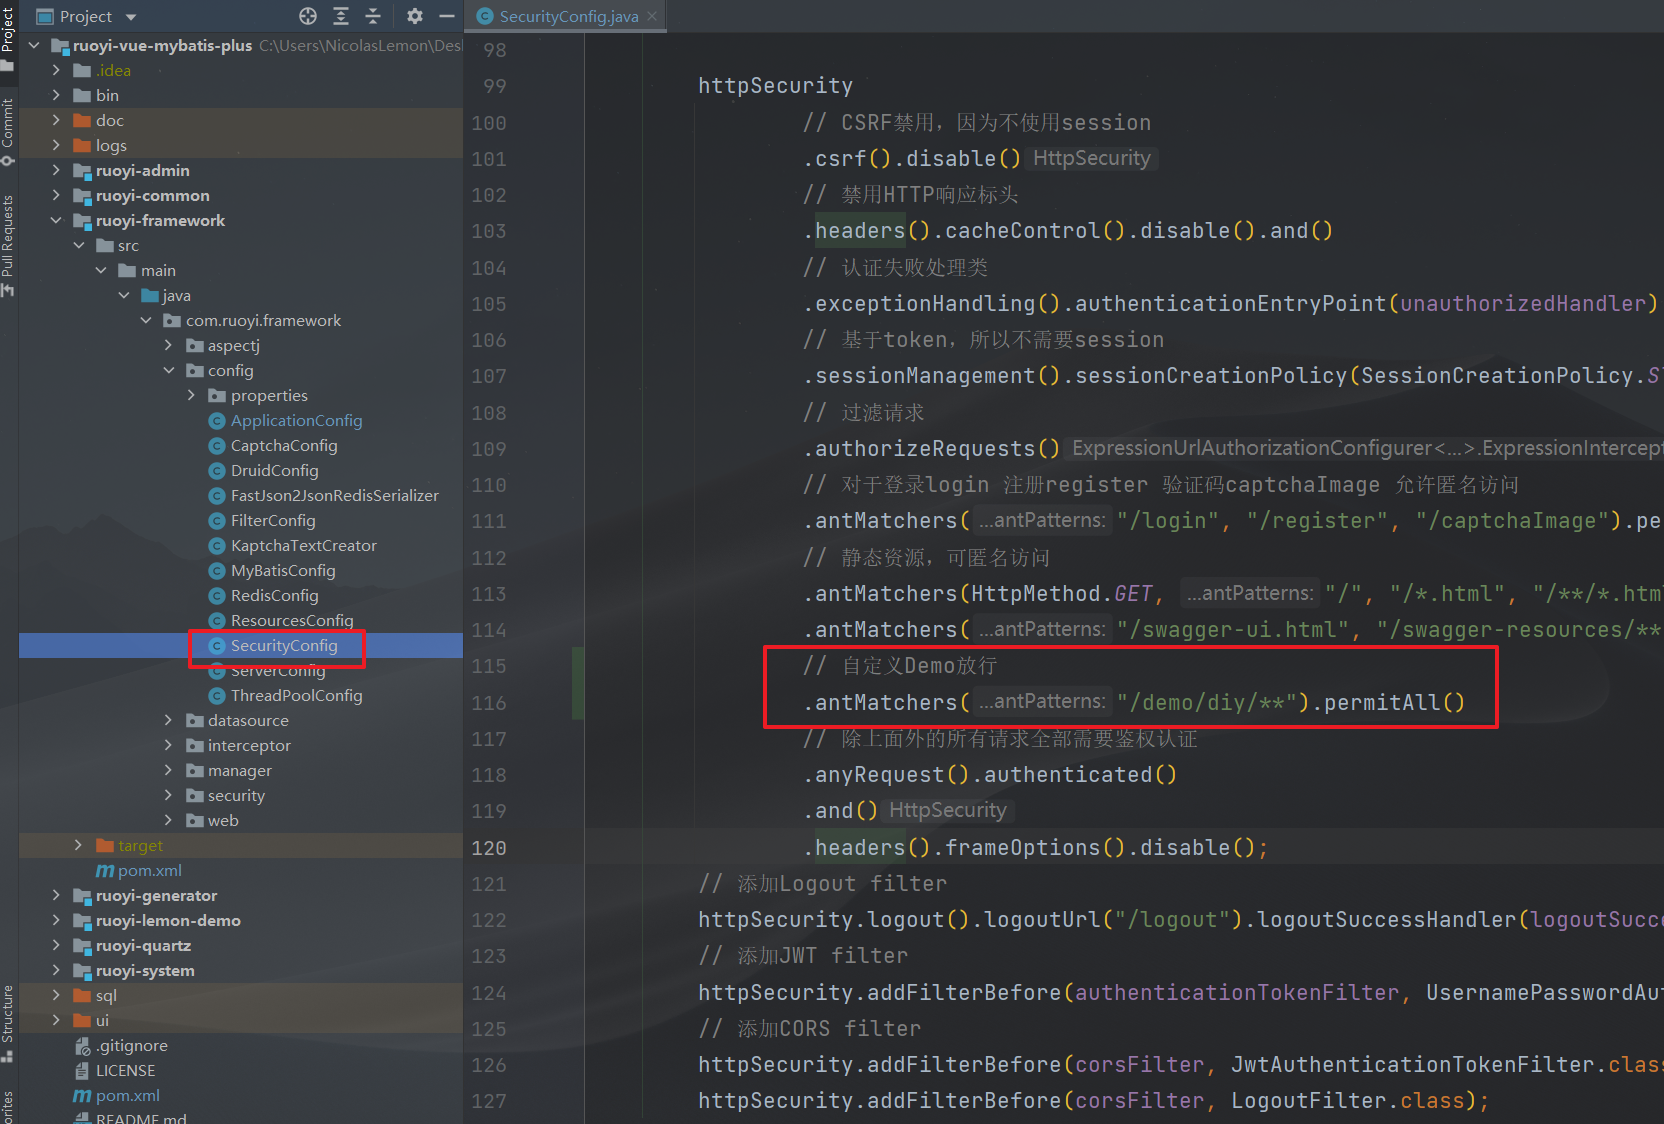 Project
SecurityConfig.java
Project
Commit
Pull Requests
Structure
ruoyi-vue-mybatis-plus C:\Users\NicolasLemon\Des
.idea
bin
doc
logs
ruoyi-admin
ruoyi-common
ruoyi-framework
src
main
java
com.ruoyi.framework
aspectj
config
properties
ApplicationConfig
CaptchaConfig
DruidConfig
FastJson2JsonRedisSerializer
FilterConfig
KaptchaTextCreator
MyBatisConfig
RedisConfig
ResourcesConfig
SecurityConfig
ServerConfig
ThreadPoolConfig
datasource
interceptor
manager
security
web
target
pom.xml
ruoyi-generator
ruoyi-lemon-demo
ruoyi-quartz
ruoyi-system
sql
ui
.gitignore
LICENSE
pom.xml
README.md
98
99 httpSecurity
100 // CSRF禁用，因为不使用session
101 .csrf().disable() HttpSecurity
102 // 禁用HTTP响应标头
103 .headers().cacheControl().disable().and()
104 // 认证失败处理类
105 .exceptionHandling().authenticationEntryPoint(unauthorizedHandler)
106 // 基于token，所以不需要session
107 .sessionManagement().sessionCreationPolicy(SessionCreationPolicy.S
108 // 过滤请求
109 .authorizeRequests() ExpressionUrlAuthorizationConfigurer<...>.ExpressionIntercept
110 // 对于登录login 注册register 验证码captchaImage 允许匿名访问
111 .antMatchers( ...antPatterns: "/login", "/register", "/captchaImage").pe
112 // 静态资源，可匿名访问
113 .antMatchers(HttpMethod.GET, ...antPatterns: "/", "/*.html", "/**/*.htm
114 .antMatchers( ...antPatterns: "/swagger-ui.html", "/swagger-resources/**
115 // 自定义Demo放行
116 .antMatchers( ...antPatterns: "/demo/diy/**").permitAll()
117 // 除上面外的所有请求全部需要鉴权认证
118 .anyRequest().authenticated()
119 .and() HttpSecurity
120 .headers().frameOptions().disable();
121 // 添加Logout filter
122 httpSecurity.logout().logoutUrl("/logout").logoutSuccessHandler(logoutSucce
123 // 添加JWT filter
124 httpSecurity.addFilterBefore(authenticationTokenFilter, UsernamePasswordAut
125 // 添加CORS filter
126 httpSecurity.addFilterBefore(corsFilter, JwtAuthenticationTokenFilter.class
127 httpSecurity.addFilterBefore(corsFilter, LogoutFilter.class);